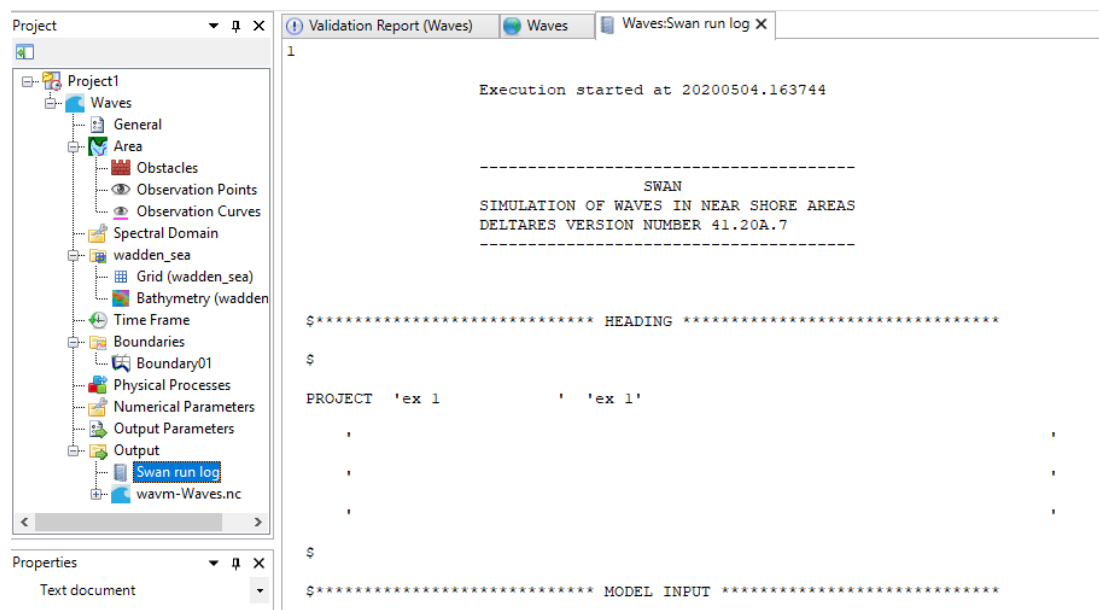 Project
Project1
Waves
General
Area
Obstacles
Observation Points
Observation Curves
Spectral Domain
wadden_sea
Grid (wadden_sea)
Bathymetry (wadden
Time Frame
Boundaries
Boundary01
Physical Processes
Numerical Parameters
Output Parameters
Output
Swan run log
wavm-Waves.nc
Properties
Text document
Validation Report (Waves)
Waves
Waves:Swan run log
1
Execution started at 20200504.163744
---------------------------------------
SWAN
SIMULATION OF WAVES IN NEAR SHORE AREAS
DELTARES VERSION NUMBER 41.20A.7
---------------------------------------
$***************************** HEADING *********************************
$
PROJECT 'ex 1 ' 'ex 1'
' '
' '
' '
$
$***************************** MODEL INPUT *****************************